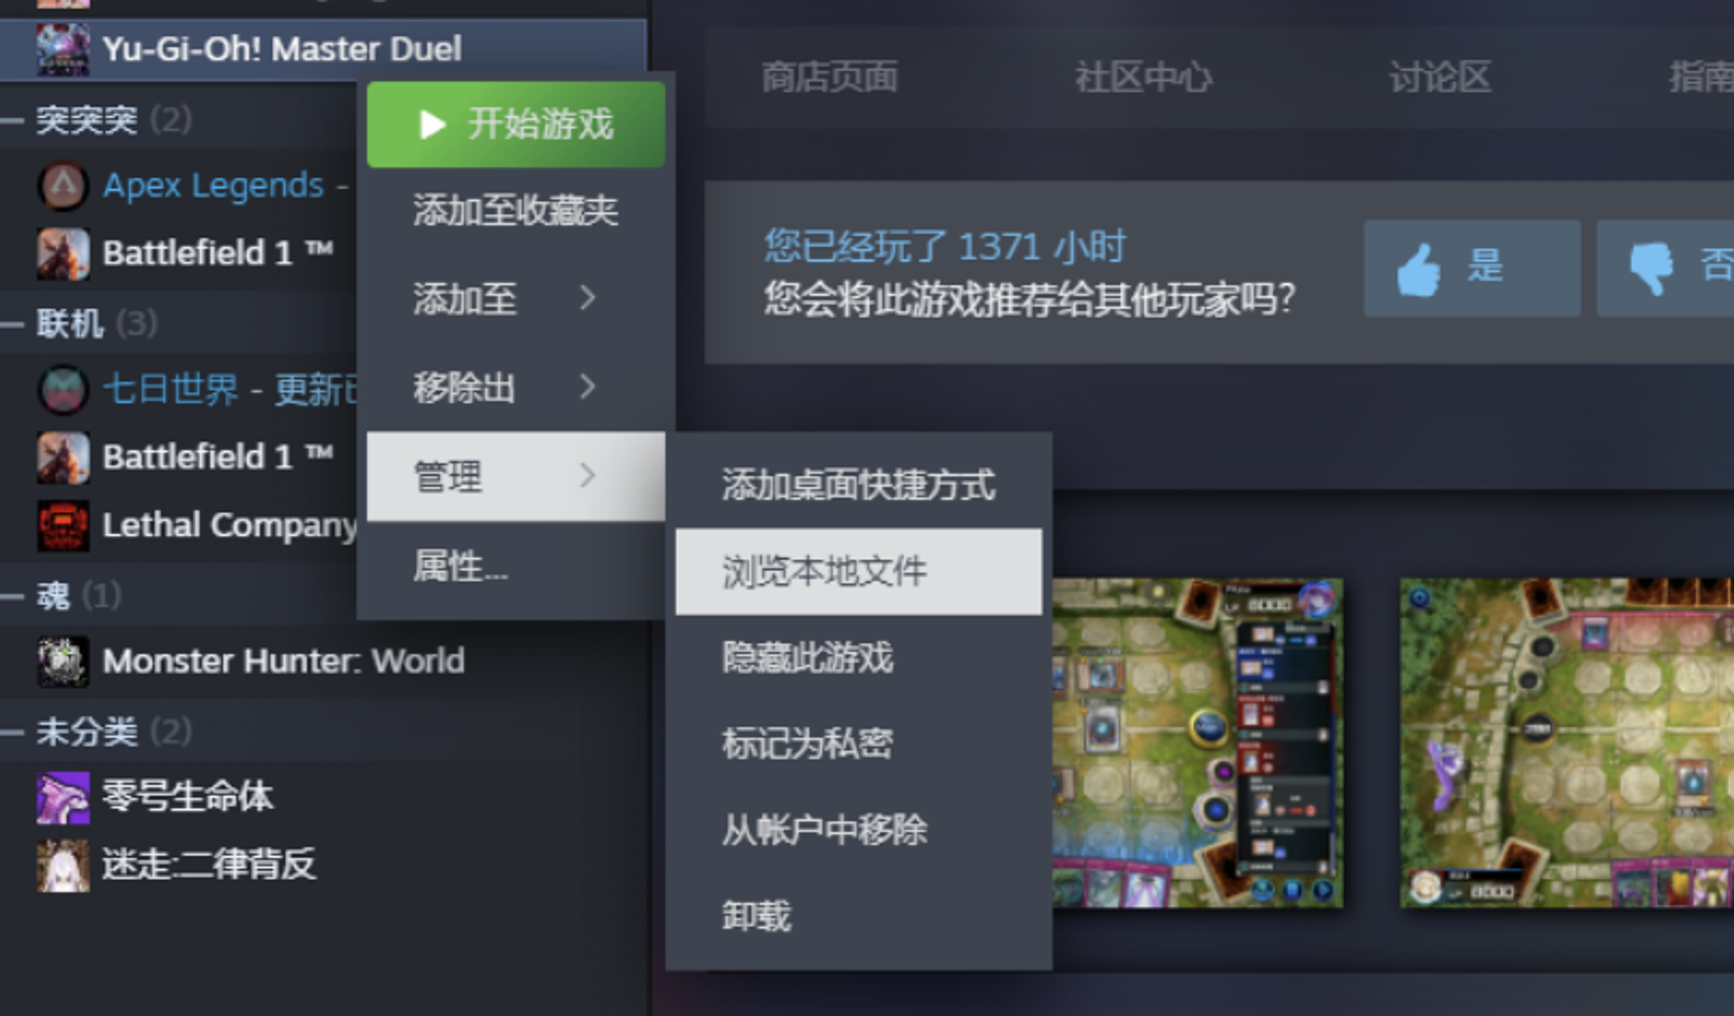 Yu-Gi-Oh! Master Duel
突突突 (2)
Apex Legends -
Battlefield 1 ™
联机 (3)
七日世界 - 更新已
Battlefield 1 ™
Lethal Company
魂 (1)
Monster Hunter: World
未分类 (2)
零号生命体
迷走:二律背反
开始游戏
添加至收藏夹
添加至
移除出
管理
属性...
添加桌面快捷方式
浏览本地文件
隐藏此游戏
标记为私密
从帐户中移除
卸载
商店页面
社区中心
讨论区
指南
您已经玩了 1371 小时
您会将此游戏推荐给其他玩家吗?
是
否
LP 8000
LP 8000